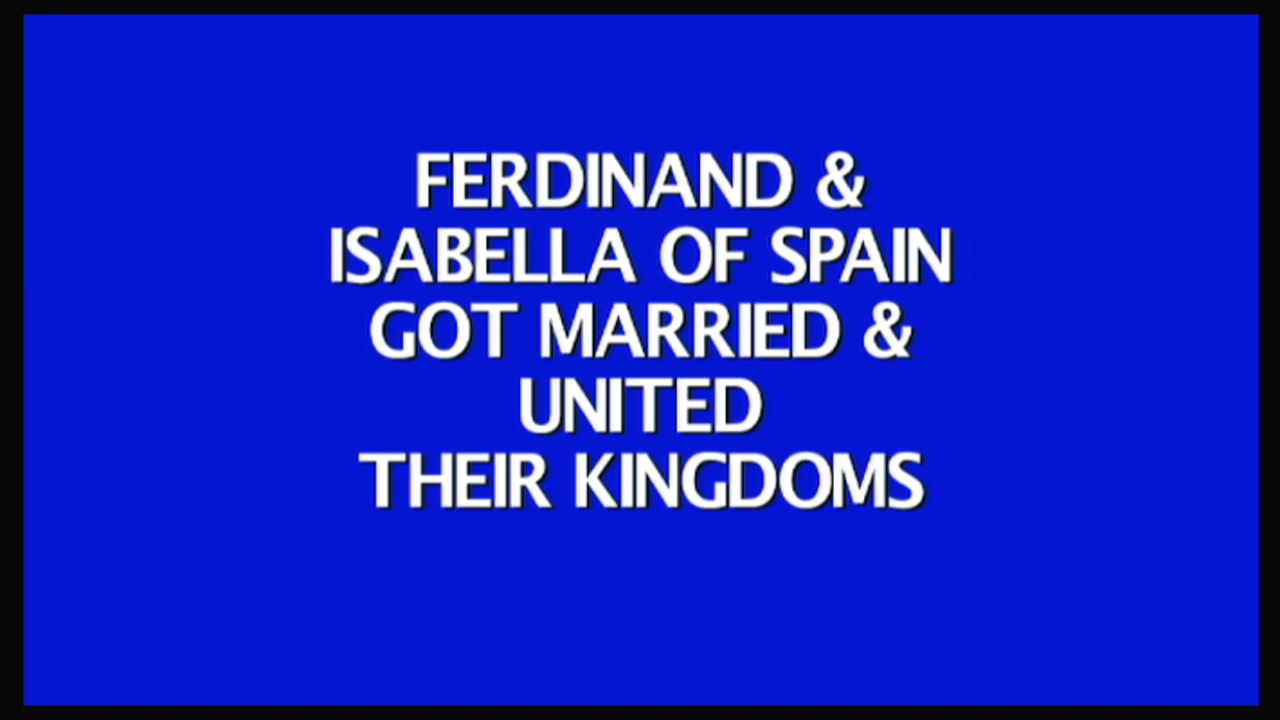 FERDINAND &
ISABELLA OF SPAIN
GOT MARRIED &
UNITED
THEIR KINGDOMS